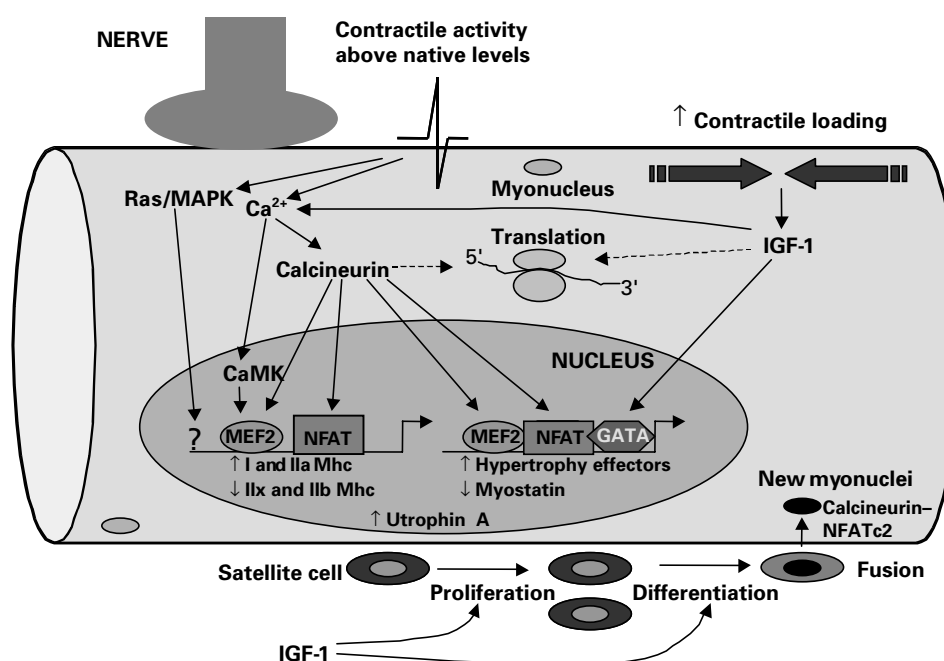 NERVE
Contractile activity
above native levels
↑ Contractile loading
Myonucleus
Ras/MAPK
Ca²⁺
Translation
IGF-1
5'
3'
Calcineurin
NUCLEUS
CaMK
?
MEF2
NFAT
MEF2
NFAT
GATA
↑ I and IIa Mhc
↓ IIx and IIb Mhc
↑ Hypertrophy effectors
↓ Myostatin
↑ Utrophin A
New myonuclei
Calcineurin–
NFATc2
Satellite cell
Proliferation
Differentiation
Fusion
IGF-1